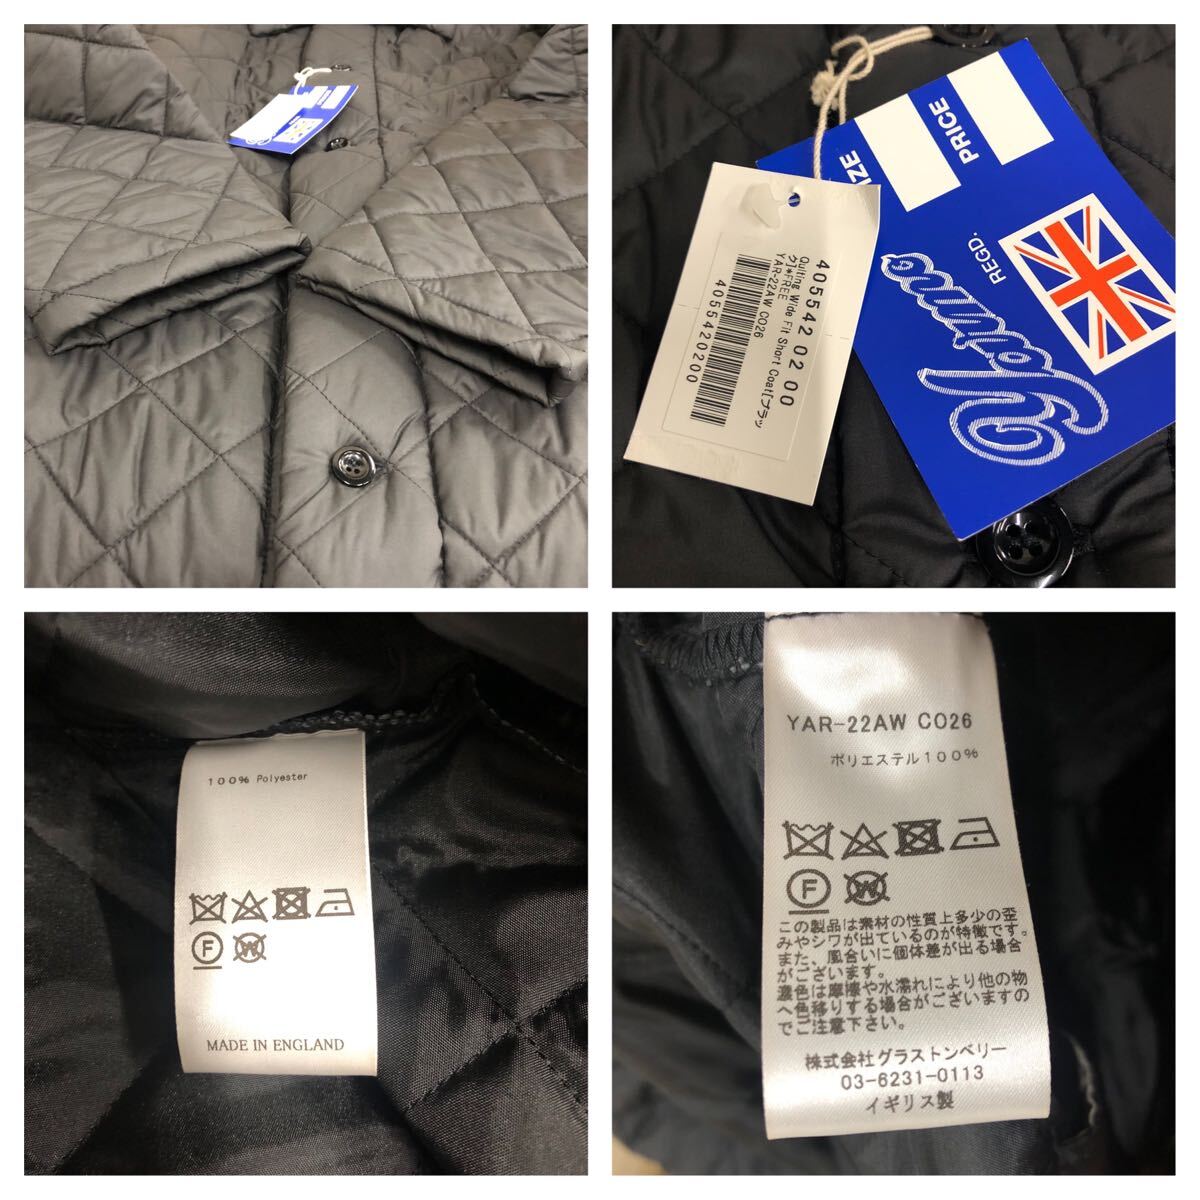 SIZE
PRICE
REGD.
Yarmo
4055420200
Quilting Wide Fit Short Coat[ブラッ
ク]*FREE
YAR-22AW CO26
4055420200
100% Polyester
F
W
MADE IN ENGLAND
YAR-22AW CO26
ポリエステル100%
F
W
この製品は素材の性質上多少の歪
みやシワが出ているのが特徴です。
また、風合いに個体差が出る場合
がございます。
濃色は摩擦や水濡れにより他の物
へ色移りする場合がございますの
でご注意下さい。
株式会社グラストンベリー
03-6231-0113
イギリス製